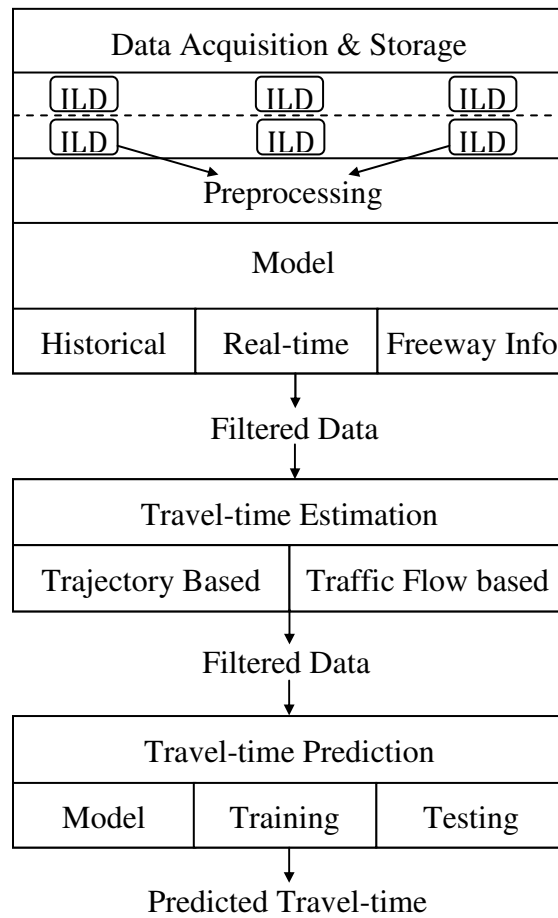 Data Acquisition & Storage
ILD ILD ILD
ILD ILD ILD
Preprocessing
Model
Historical Real-time Freeway Info
Filtered Data
Travel-time Estimation
Trajectory Based Traffic Flow based
Filtered Data
Travel-time Prediction
Model Training Testing
Predicted Travel-time